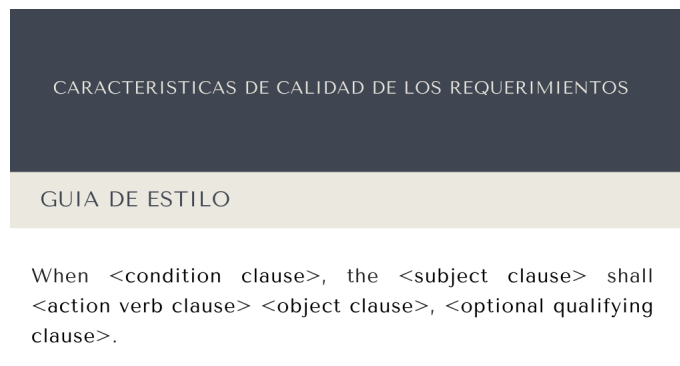 CARACTERISTICAS DE CALIDAD DE LOS REQUERIMIENTOS
GUIA DE ESTILO
When <condition clause>, the <subject clause> shall
<action verb clause> <object clause>, <optional qualifying
clause>.